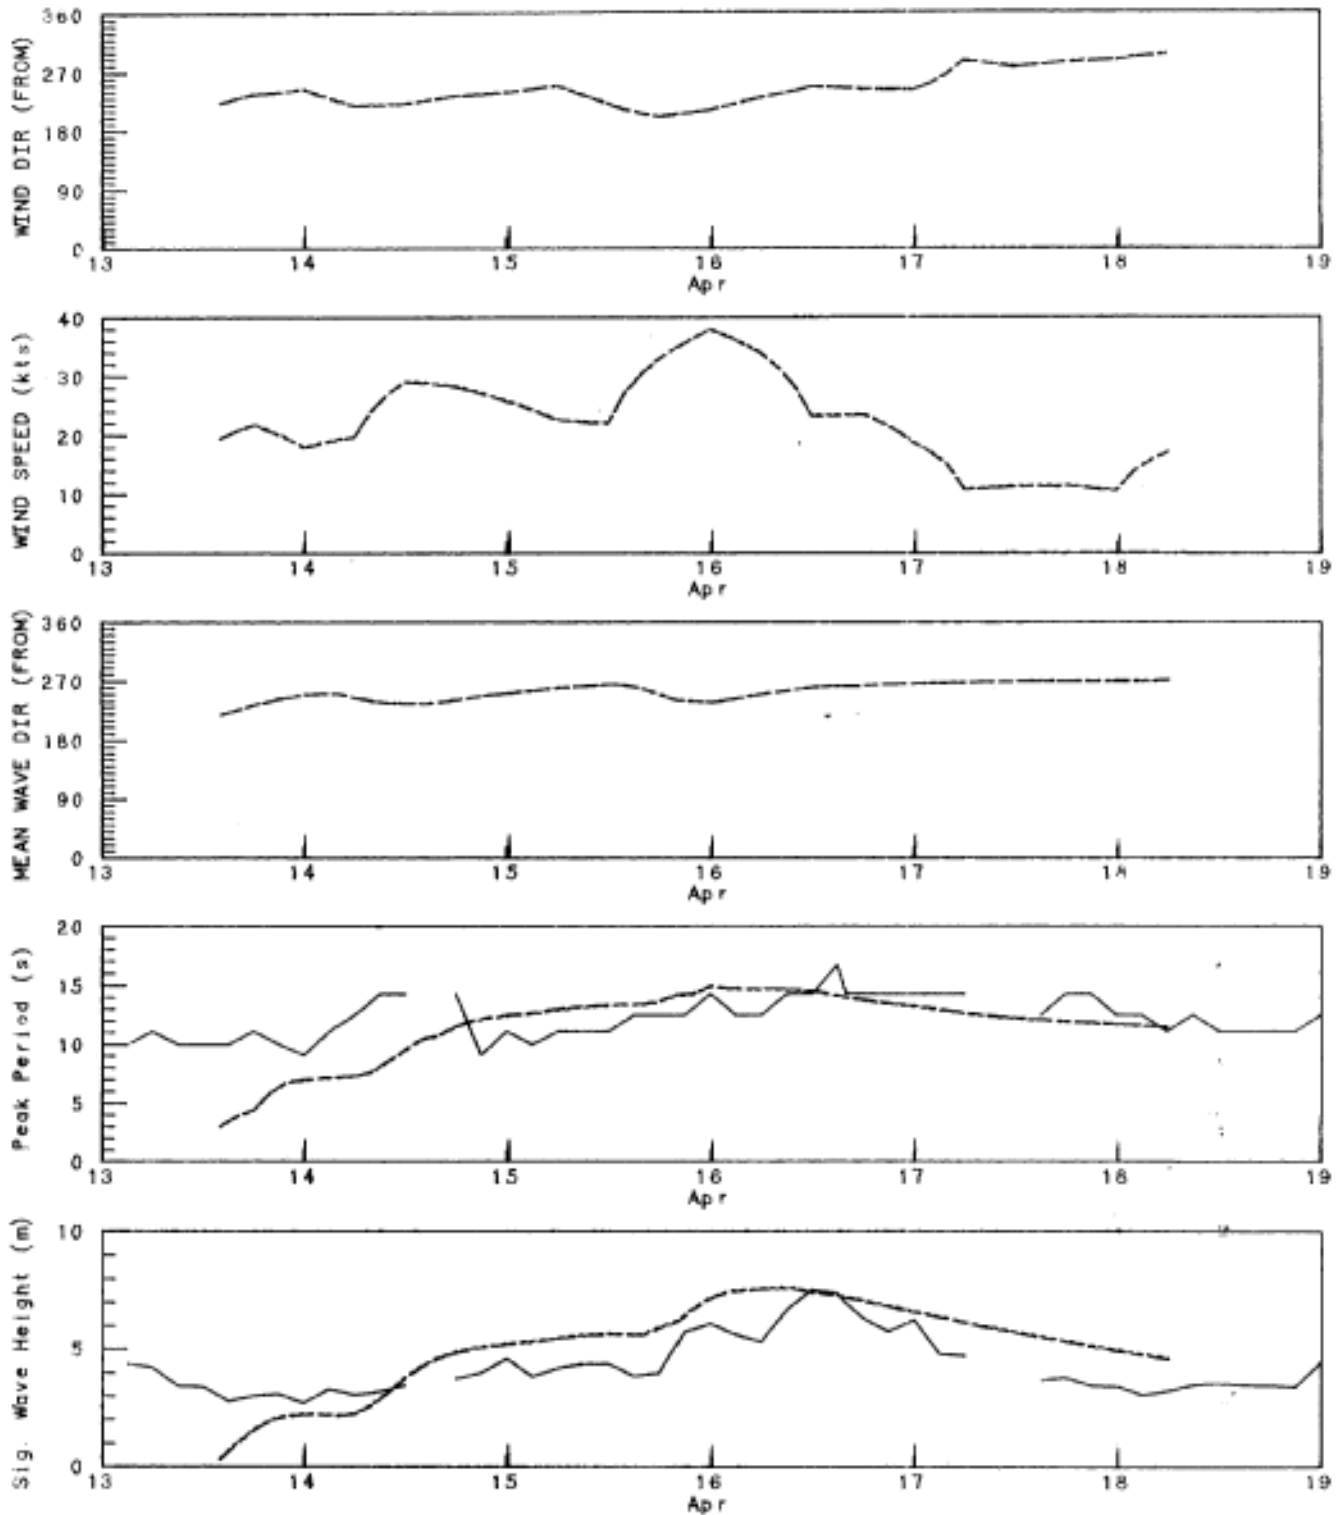 WIND DIR (FROM)
360
270
180
90
0
13 14 15 16 17 18 19
Apr
WIND SPEED (kts)
40
30
20
10
0
13 14 15 16 17 18 19
Apr
MEAN WAVE DIR (FROM)
360
270
180
90
0
13 14 15 16 17 18 19
Apr
Peak Period (s)
20
15
10
5
0
13 14 15 16 17 18 19
Apr
Sig. Wave Height (m)
10
5
0
13 14 15 16 17 18 19
Apr